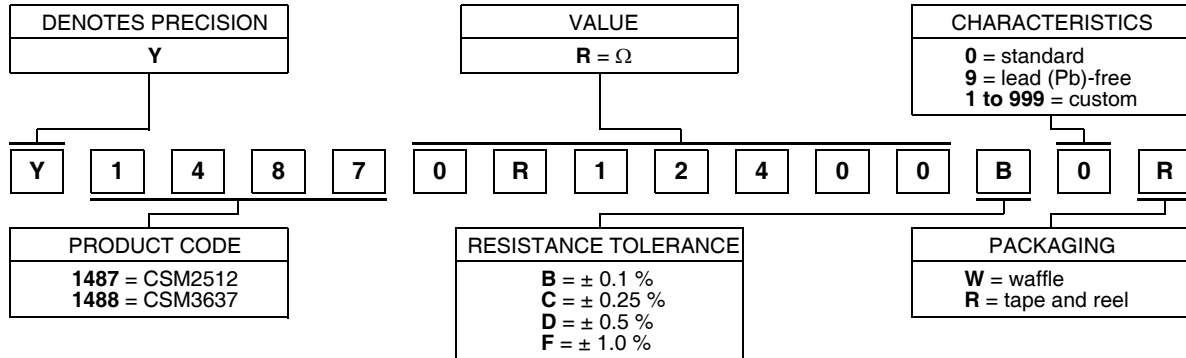 DENOTES PRECISION
Y
VALUE
R = Ω
CHARACTERISTICS
0 = standard
9 = lead (Pb)-free
1 to 999 = custom
Y 1 4 8 7 0 R 1 2 4 0 0 B 0 R
PRODUCT CODE
1487 = CSM2512
1488 = CSM3637
RESISTANCE TOLERANCE
B = ± 0.1 %
C = ± 0.25 %
D = ± 0.5 %
F = ± 1.0 %
PACKAGING
W = waffle
R = tape and reel